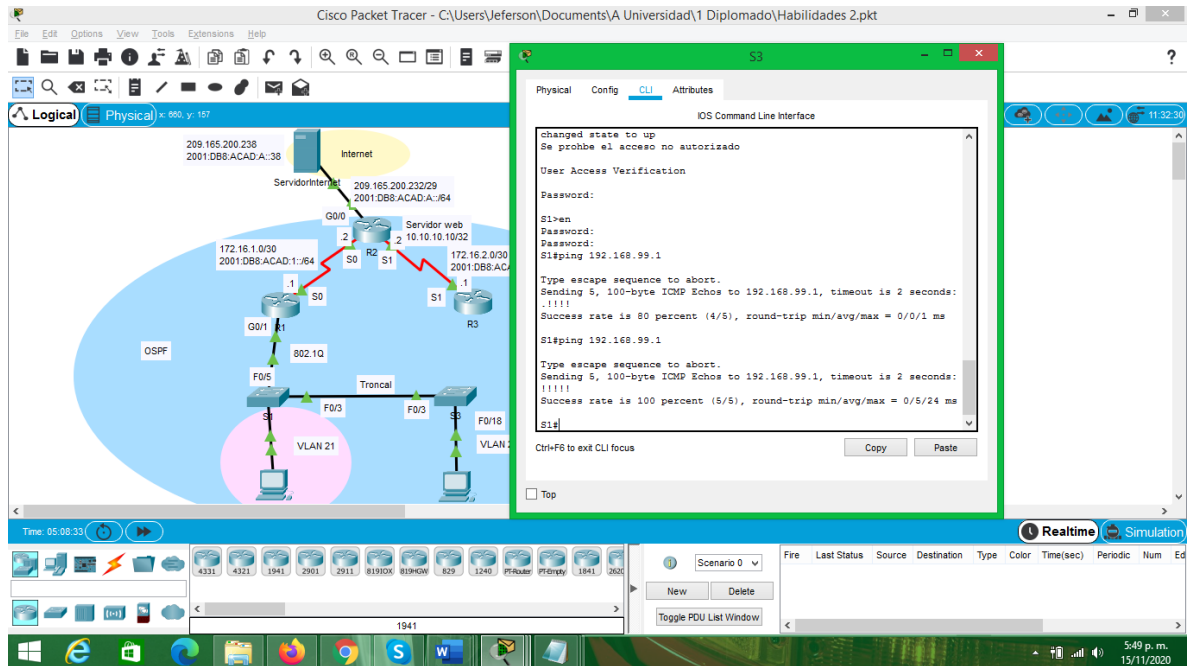 Cisco Packet Tracer - C:\Users\Jeferson\Documents\A Universidad\1 Diplomado\Habilidades 2.pkt
File Edit Options View Tools Extensions Help
?
Logical Physical x: 660, y: 157
11:32:30
209.165.200.238
2001:DB8:ACAD:A::38
Internet
ServidorInternet
209.165.200.232/29
2001:DB8:ACAD:A::/64
G0/0
Servidor web
10.10.10.10/32
.2
.2
R2
S0
S1
172.16.1.0/30
2001:DB8:ACAD:1::/64
172.16.2.0/30
2001:DB8:ACA
.1
S0
.1
S1
R3
G0/1
R1
OSPF
802.1Q
F0/5
Troncal
S1
F0/3
F0/3
S3
F0/18
VLAN 21
VLAN 2
S3
Physical Config CLI Attributes
IOS Command Line Interface
changed state to up
Se prohbe el acceso no autorizado
User Access Verification
Password:
S1>en
Password:
Password:
S1#ping 192.168.99.1
Type escape sequence to abort.
Sending 5, 100-byte ICMP Echos to 192.168.99.1, timeout is 2 seconds:
.!!!!
Success rate is 80 percent (4/5), round-trip min/avg/max = 0/0/1 ms
S1#ping 192.168.99.1
Type escape sequence to abort.
Sending 5, 100-byte ICMP Echos to 192.168.99.1, timeout is 2 seconds:
!!!!!
Success rate is 100 percent (5/5), round-trip min/avg/max = 0/5/24 ms
S1#
Ctrl+F6 to exit CLI focus
Copy Paste
Top
Time: 05:08:33
Realtime Simulation
4331 4321 1941 2901 2911 819IOX 819HGW 829 1240 PT-Router PT-Empty 1841 262
1941
Scenario 0
New Delete
Toggle PDU List Window
Fire Last Status Source Destination Type Color Time(sec) Periodic Num Ed
5:49 p. m.
15/11/2020